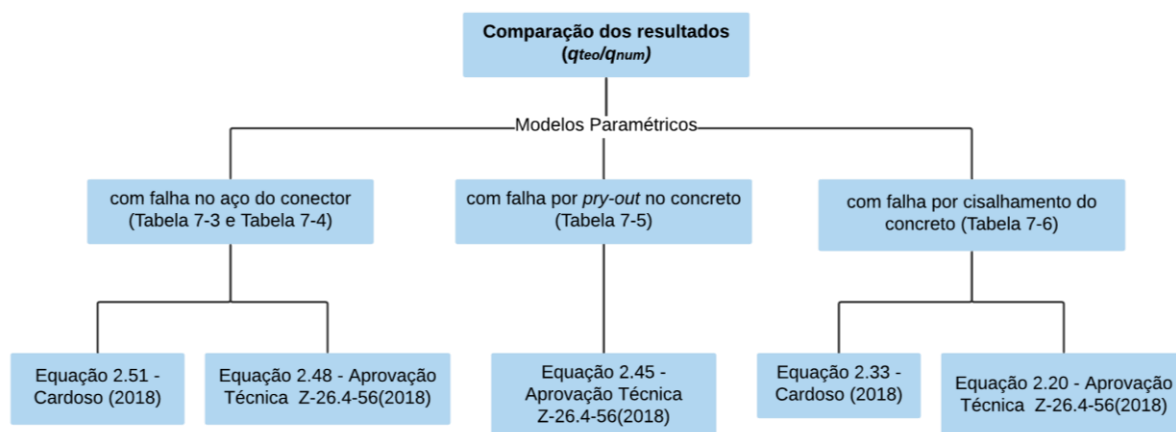 Comparação dos resultados
(qteo/qnum)
Modelos Paramétricos
com falha no aço do conector
(Tabela 7-3 e Tabela 7-4)
com falha por pry-out no concreto
(Tabela 7-5)
com falha por cisalhamento do
concreto (Tabela 7-6)
Equação 2.51 -
Cardoso (2018)
Equação 2.48 - Aprovação
Técnica Z-26.4-56(2018)
Equação 2.45 -
Aprovação Técnica
Z-26.4-56(2018)
Equação 2.33 -
Cardoso (2018)
Equação 2.20 - Aprovação
Técnica Z-26.4-56(2018)